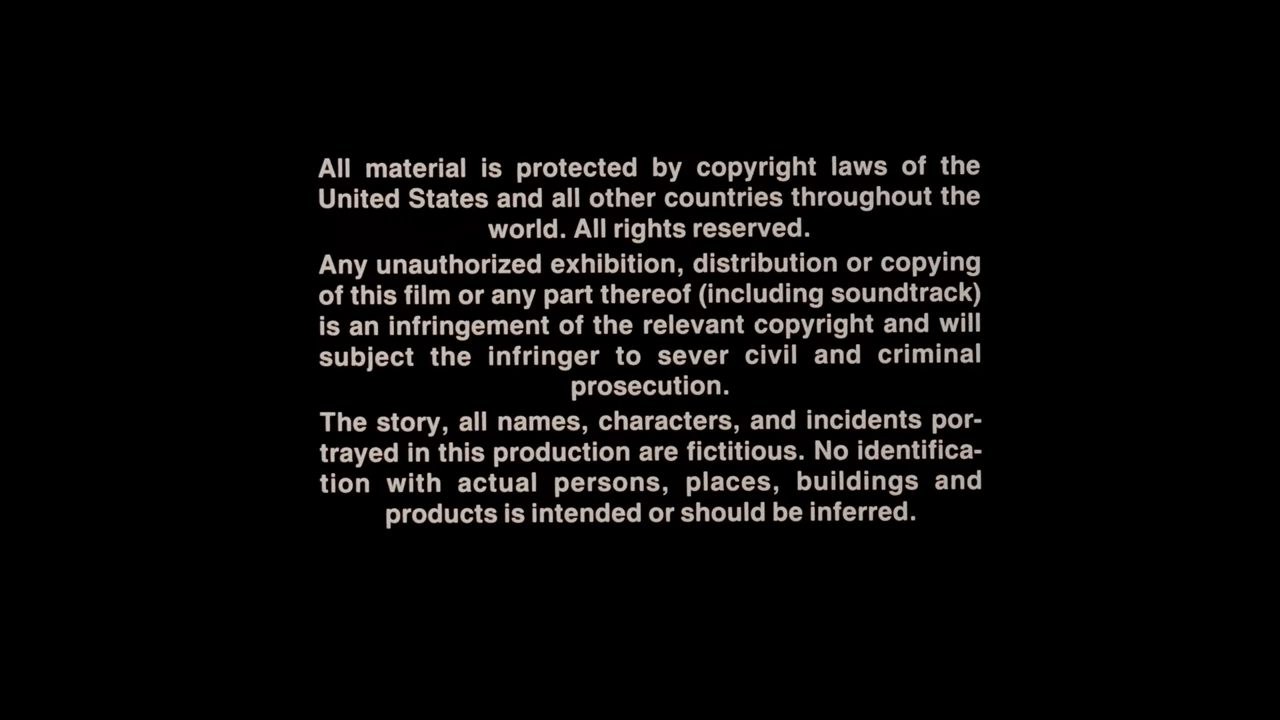 All material is protected by copyright laws of the
United States and all other countries throughout the
world. All rights reserved.
Any unauthorized exhibition, distribution or copying
of this film or any part thereof (including soundtrack)
is an infringement of the relevant copyright and will
subject the infringer to sever civil and criminal
prosecution.
The story, all names, characters, and incidents por-
trayed in this production are fictitious. No identifica-
tion with actual persons, places, buildings and
products is intended or should be inferred.